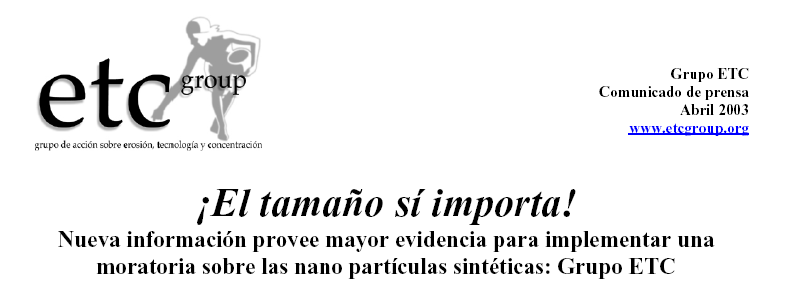 etc group
grupo de acción sobre erosión, tecnología y concentración
Grupo ETC
Comunicado de prensa
Abril 2003
www.etcgroup.org
¡El tamaño sí importa!
Nueva información provee mayor evidencia para implementar una
moratoria sobre las nano partículas sintéticas: Grupo ETC